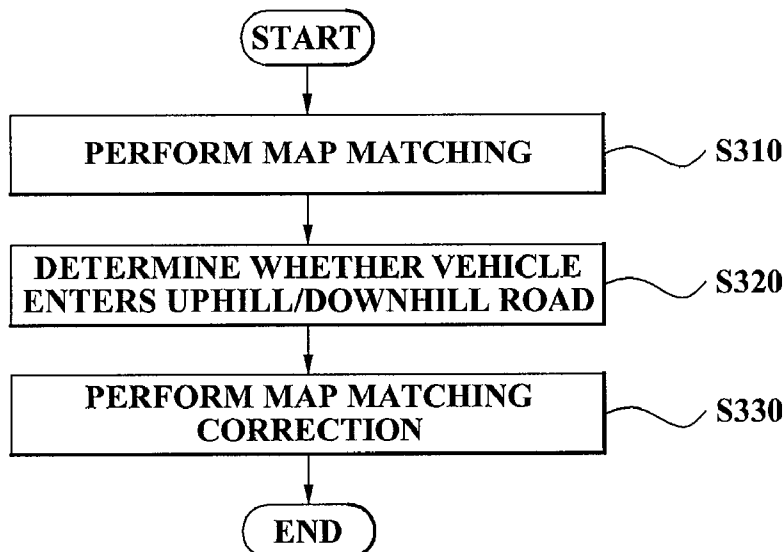 START
PERFORM MAP MATCHING
S310
DETERMINE WHETHER VEHICLE
ENTERS UPHILL/DOWNHILL ROAD
S320
PERFORM MAP MATCHING
CORRECTION
S330
END